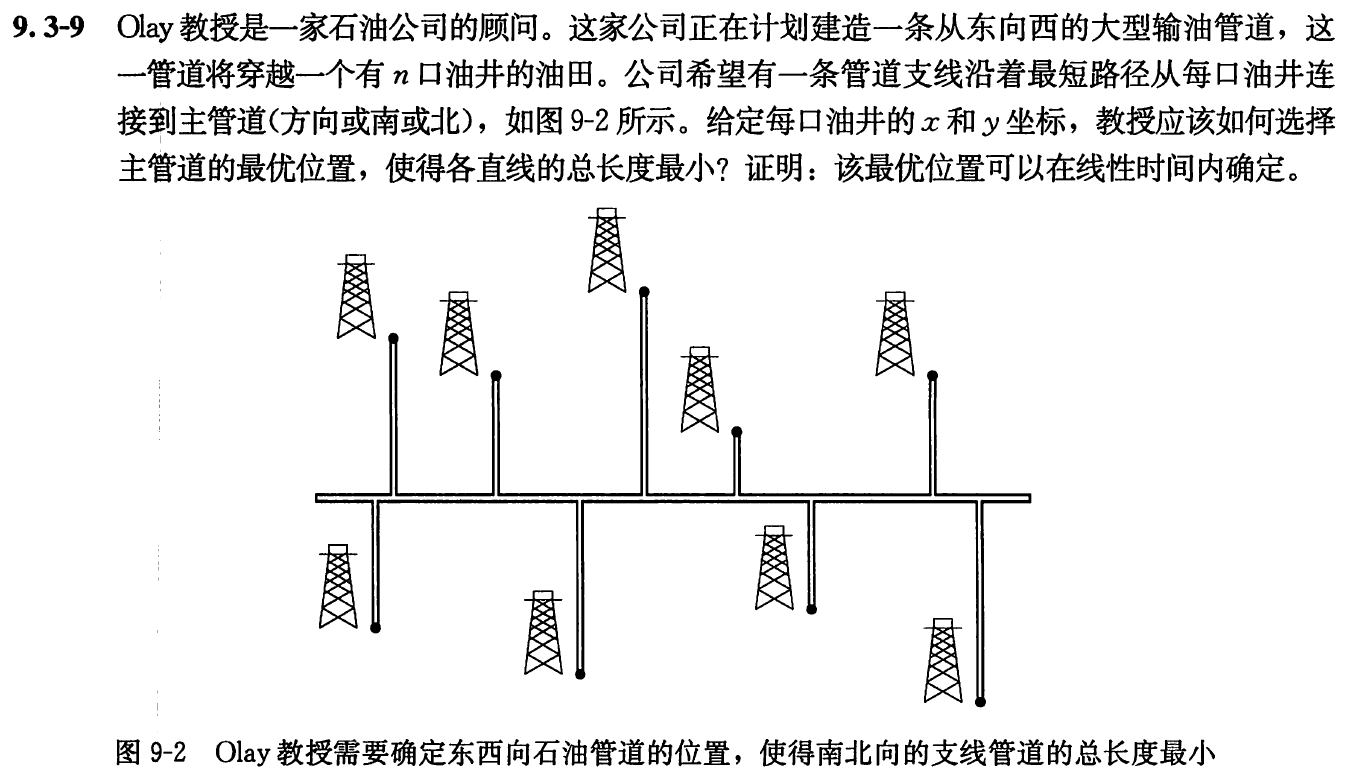 9.3-9 Olay 教授是一家石油公司的顾问。这家公司正在计划建造一条从东向西的大型输油管道，这
一管道将穿越一个有 n 口油井的油田。公司希望有一条管道支线沿着最短路径从每口油井连
接到主管道(方向或南或北)，如图 9-2 所示。给定每口油井的 x 和 y 坐标，教授应该如何选择
主管道的最优位置，使得各直线的总长度最小？证明：该最优位置可以在线性时间内确定。
图 9-2 Olay 教授需要确定东西向石油管道的位置，使得南北向的支线管道的总长度最小